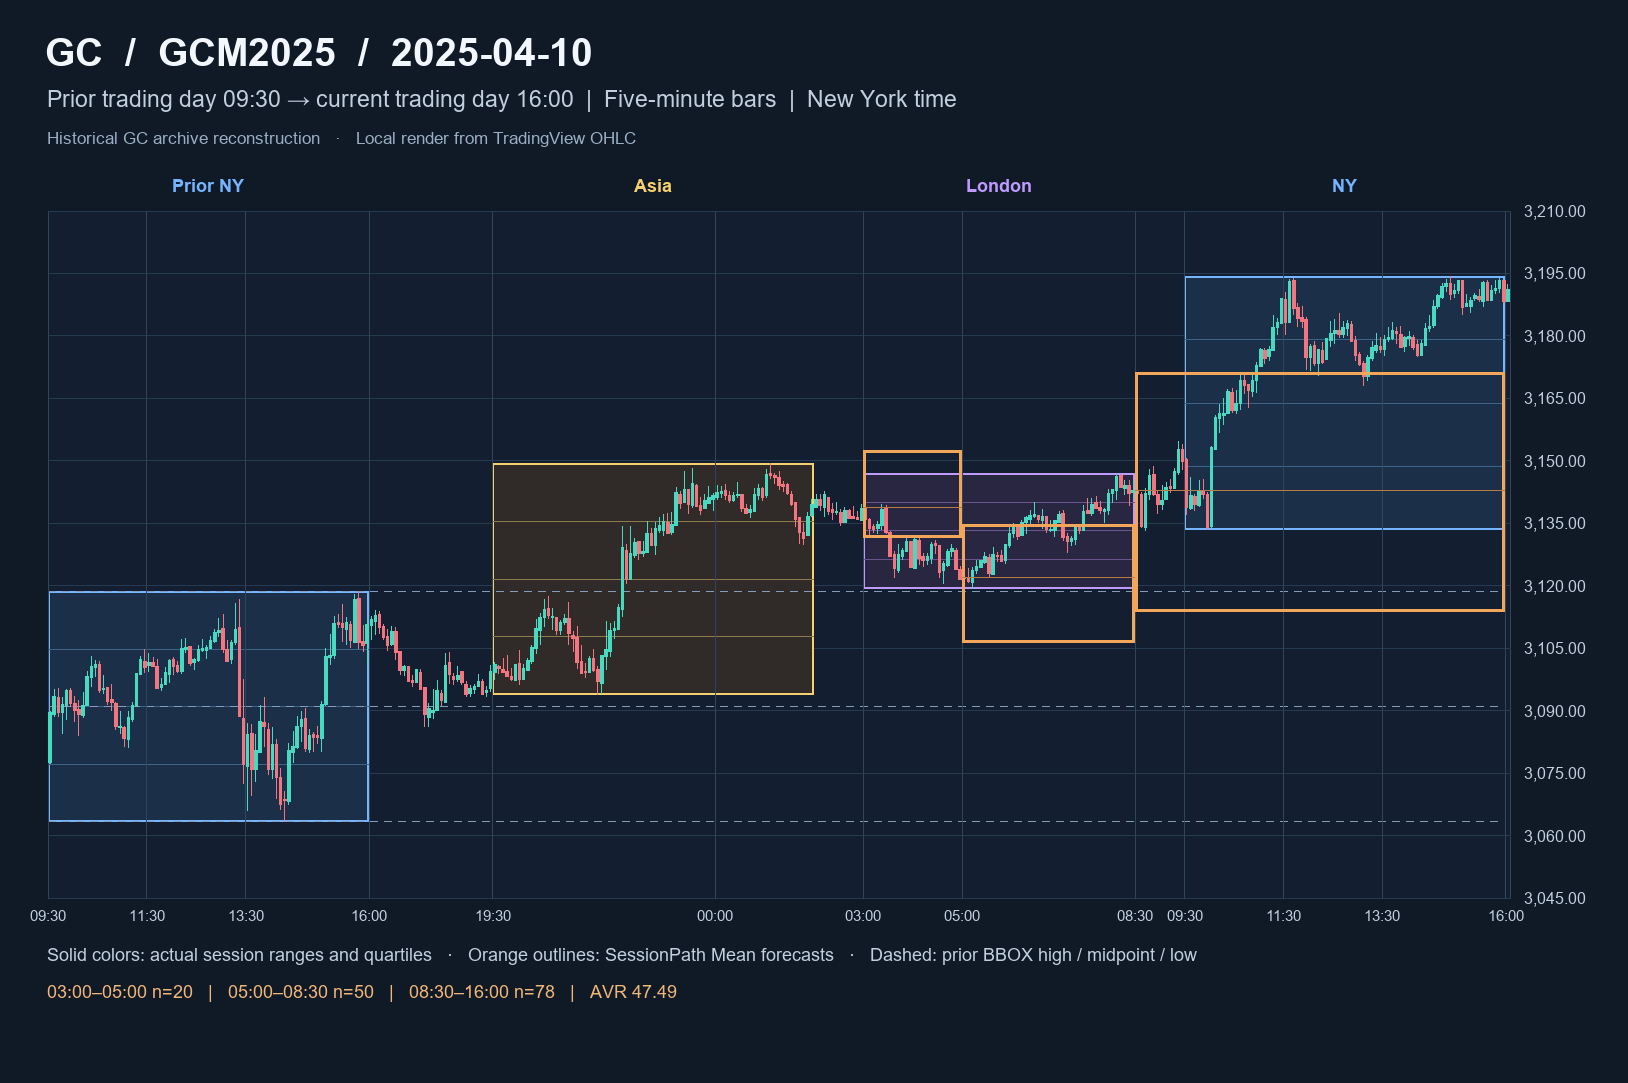 GC / GCM2025 / 2025-04-10
Prior trading day 09:30 → current trading day 16:00 | Five-minute bars | New York time
Historical GC archive reconstruction · Local render from TradingView OHLC
Prior NY Asia London NY
3,210.00
3,195.00
3,180.00
3,165.00
3,150.00
3,135.00
3,120.00
3,105.00
3,090.00
3,075.00
3,060.00
3,045.00
09:30 11:30 13:30 16:00 19:30 00:00 03:00 05:00 08:30 09:30 11:30 13:30 16:00
Solid colors: actual session ranges and quartiles · Orange outlines: SessionPath Mean forecasts · Dashed: prior BBOX high / midpoint / low
03:00–05:00 n=20 | 05:00–08:30 n=50 | 08:30–16:00 n=78 | AVR 47.49